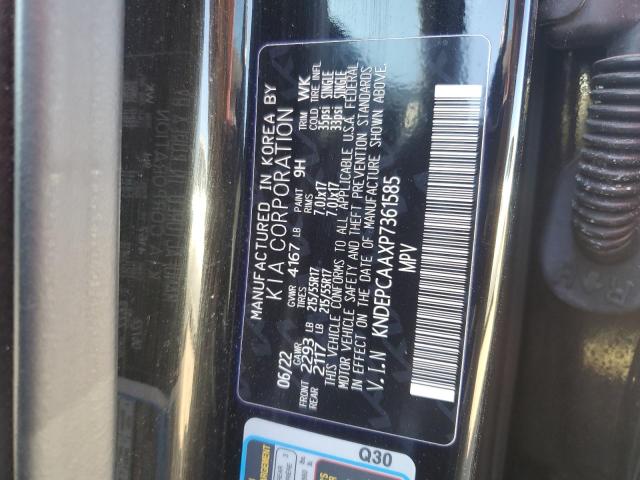 MANUFACTURED IN KOREA BY
KIA CORPORATION
06/22 GVWR 4167 LB PAINT 9H TRIM WK
GAWR TIRES RIMS COLD TIRE INFL
FRONT 2293 LB 215/55R17 7.0Jx17 35psi SINGLE
REAR 2117 LB 215/55R17 7.0Jx17 33psi SINGLE
THIS VEHICLE CONFORMS TO ALL APPLICABLE U.S.A FEDERAL
MOTOR VEHICLE SAFETY AND THEFT PREVENTION STANDARDS
IN EFFECT ON THE DATE OF MANUFACTURE SHOWN ABOVE.
V.I.N KNDEPCAAXP7361585
MPV
Q30